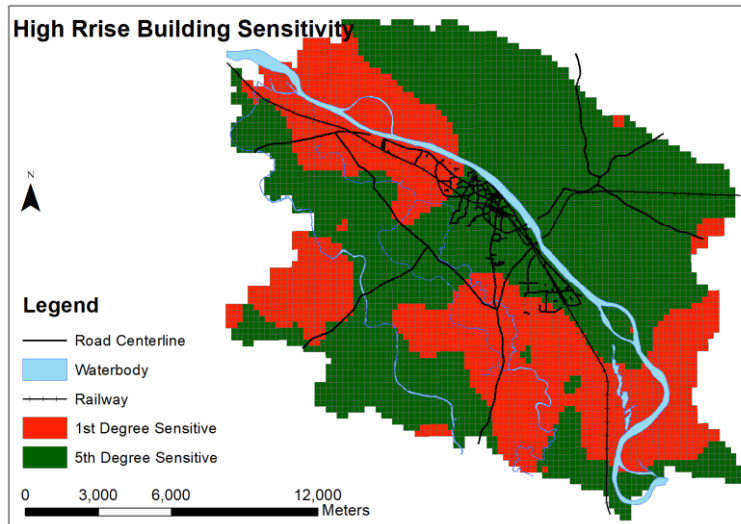 High Rrise Building Sensitivity
N
Legend
Road Centerline
Waterbody
Railway
1st Degree Sensitive
5th Degree Sensitive
0 3,000 6,000 12,000
Meters